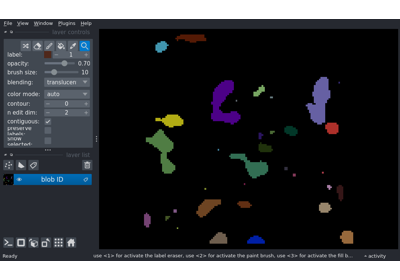 File View Window Plugins Help
layer controls
label: 1
opacity: 0.70
brush size: 10
blending: translucen
color mode: auto
contour: 0
n edit dim: 2
contiguous:
preserve
labels:
show
selected:
layer list
blob ID
Ready
use <1> for activate the label eraser, use <2> for activate the paint brush, use <3> for activate the fill b...
activity